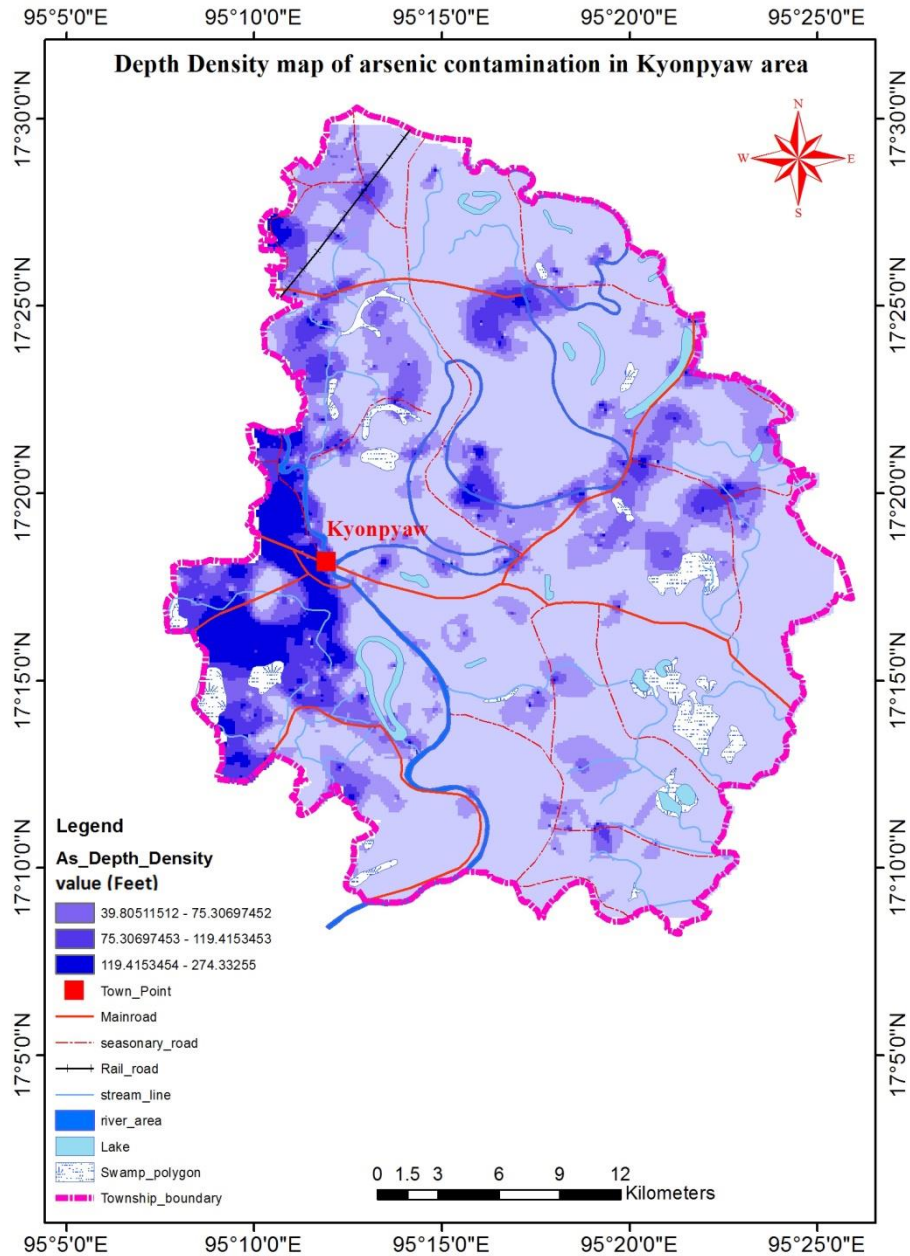 95°5'0"E 95°10'0"E 95°15'0"E 95°20'0"E 95°25'0"E
Depth Density map of arsenic contamination in Kyonpyaw area
N
W E
S
17°30'0"N 17°30'0"N
17°25'0"N 17°25'0"N
17°20'0"N 17°20'0"N
Kyonpyaw
17°15'0"N 17°15'0"N
17°10'0"N 17°10'0"N
17°5'0"N 17°5'0"N
Legend
As_Depth_Density
value (Feet)
39.80511512 - 75.30697452
75.30697453 - 119.4153453
119.4153454 - 274.33255
Town_Point
Mainroad
seasonary_road
Rail_road
stream_line
river_area
Lake
Swamp_polygon
Township_boundary
0 1.5 3 6 9 12
Kilometers
95°5'0"E 95°10'0"E 95°15'0"E 95°20'0"E 95°25'0"E